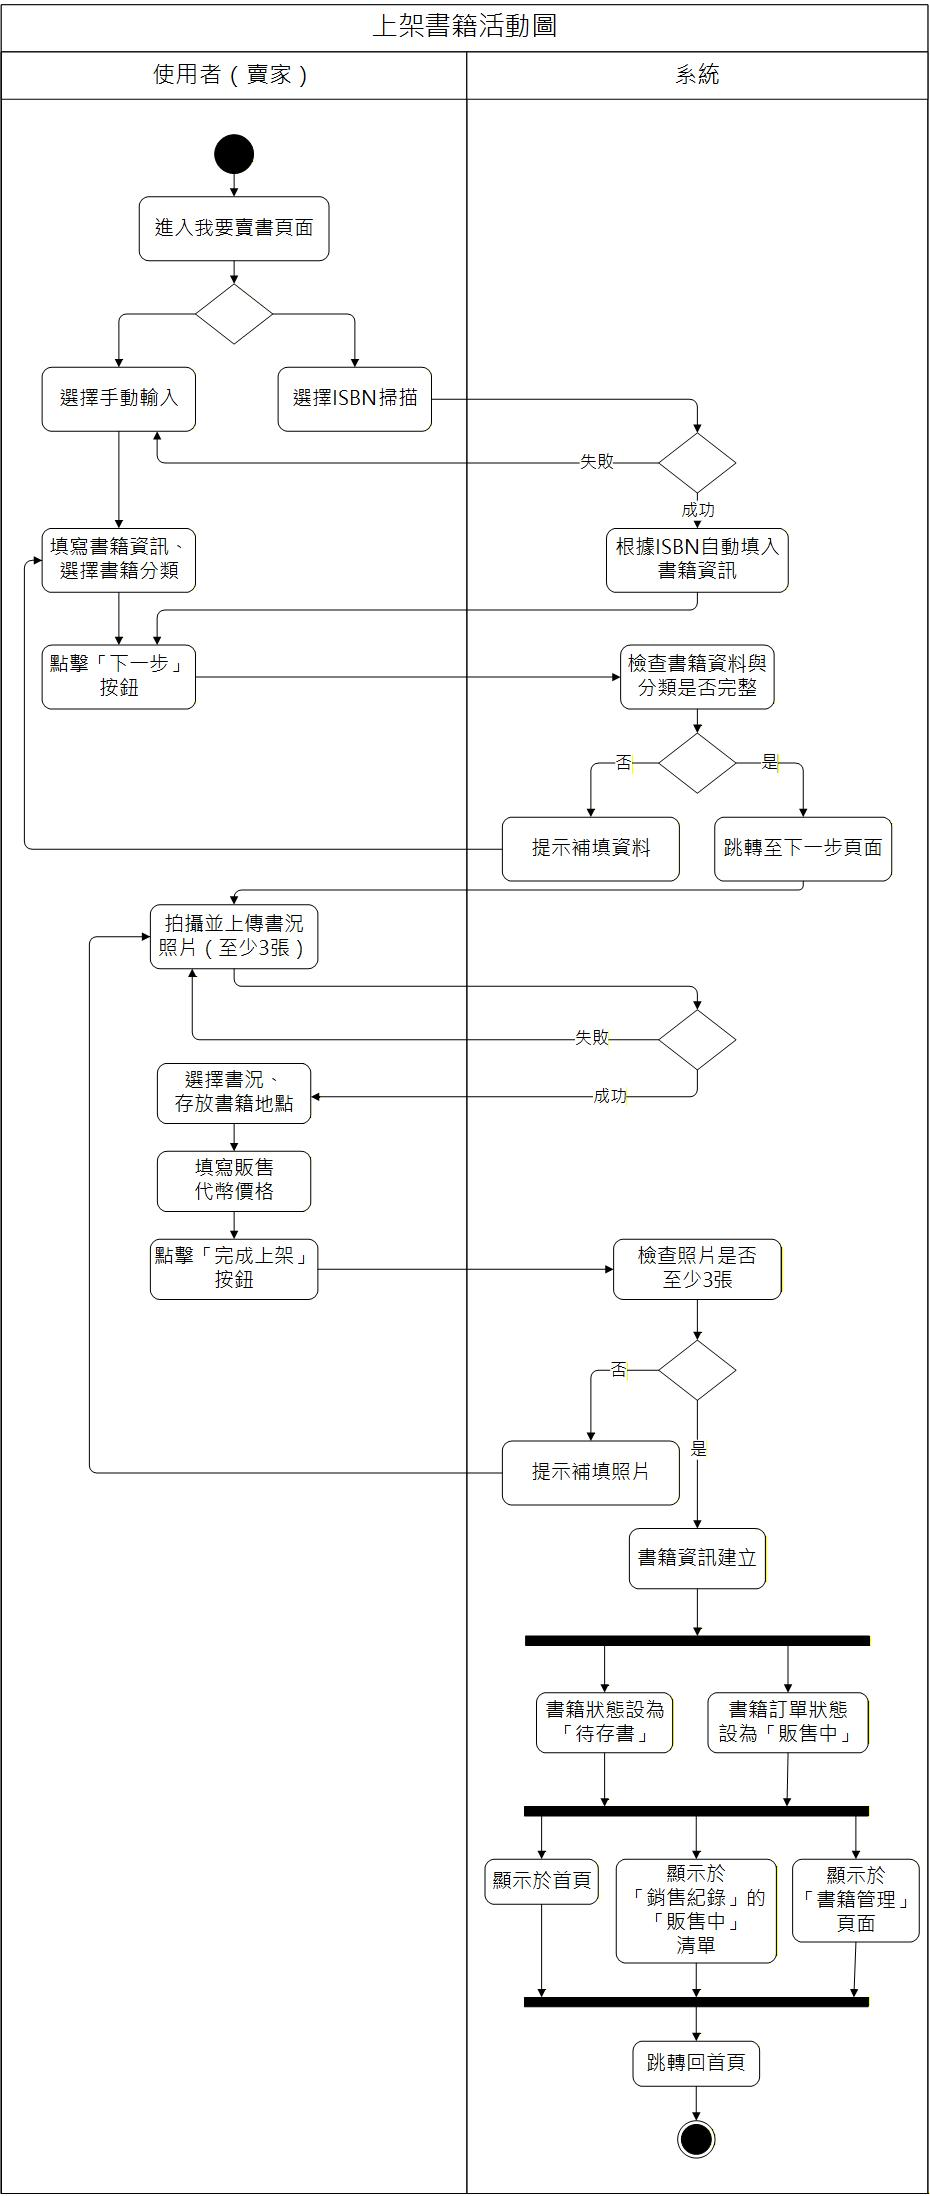 上架書籍活動圖
使用者（賣家）
系統
進入我要賣書頁面
選擇手動輸入
選擇ISBN掃描
失敗
成功
填寫書籍資訊、
選擇書籍分類
根據ISBN自動填入
書籍資訊
點擊「下一步」
按鈕
檢查書籍資料與
分類是否完整
否
是
提示補填資料
跳轉至下一步頁面
拍攝並上傳書況
照片（至少3張）
失敗
成功
選擇書況、
存放書籍地點
填寫販售
代幣價格
點擊「完成上架」
按鈕
檢查照片是否
至少3張
否
是
提示補填照片
書籍資訊建立
書籍狀態設為
「待存書」
書籍訂單狀態
設為「販售中」
顯示於首頁
顯示於
「銷售紀錄」的
「販售中」
清單
顯示於
「書籍管理」
頁面
跳轉回首頁